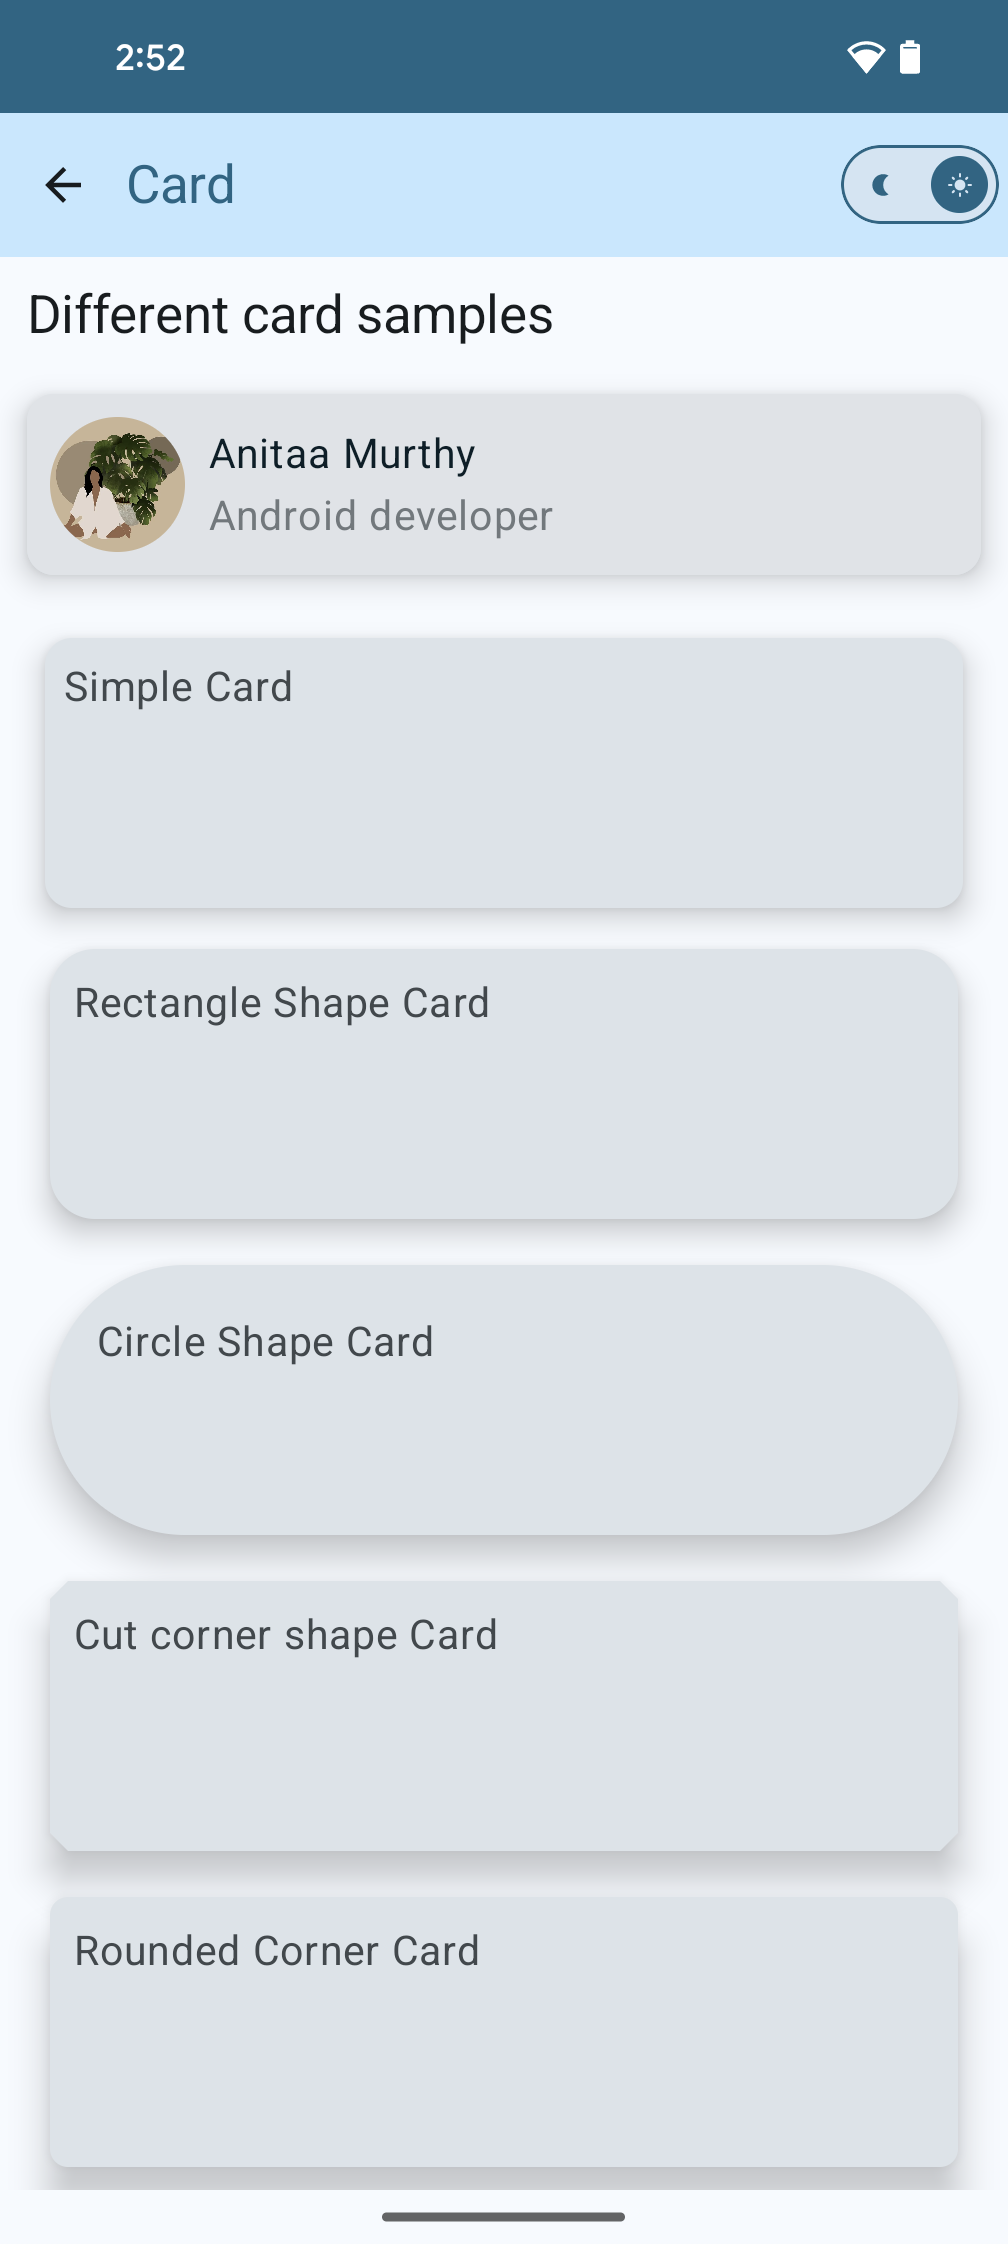 2:52
Card
Different card samples
Anitaa Murthy
Android developer
Simple Card
Rectangle Shape Card
Circle Shape Card
Cut corner shape Card
Rounded Corner Card